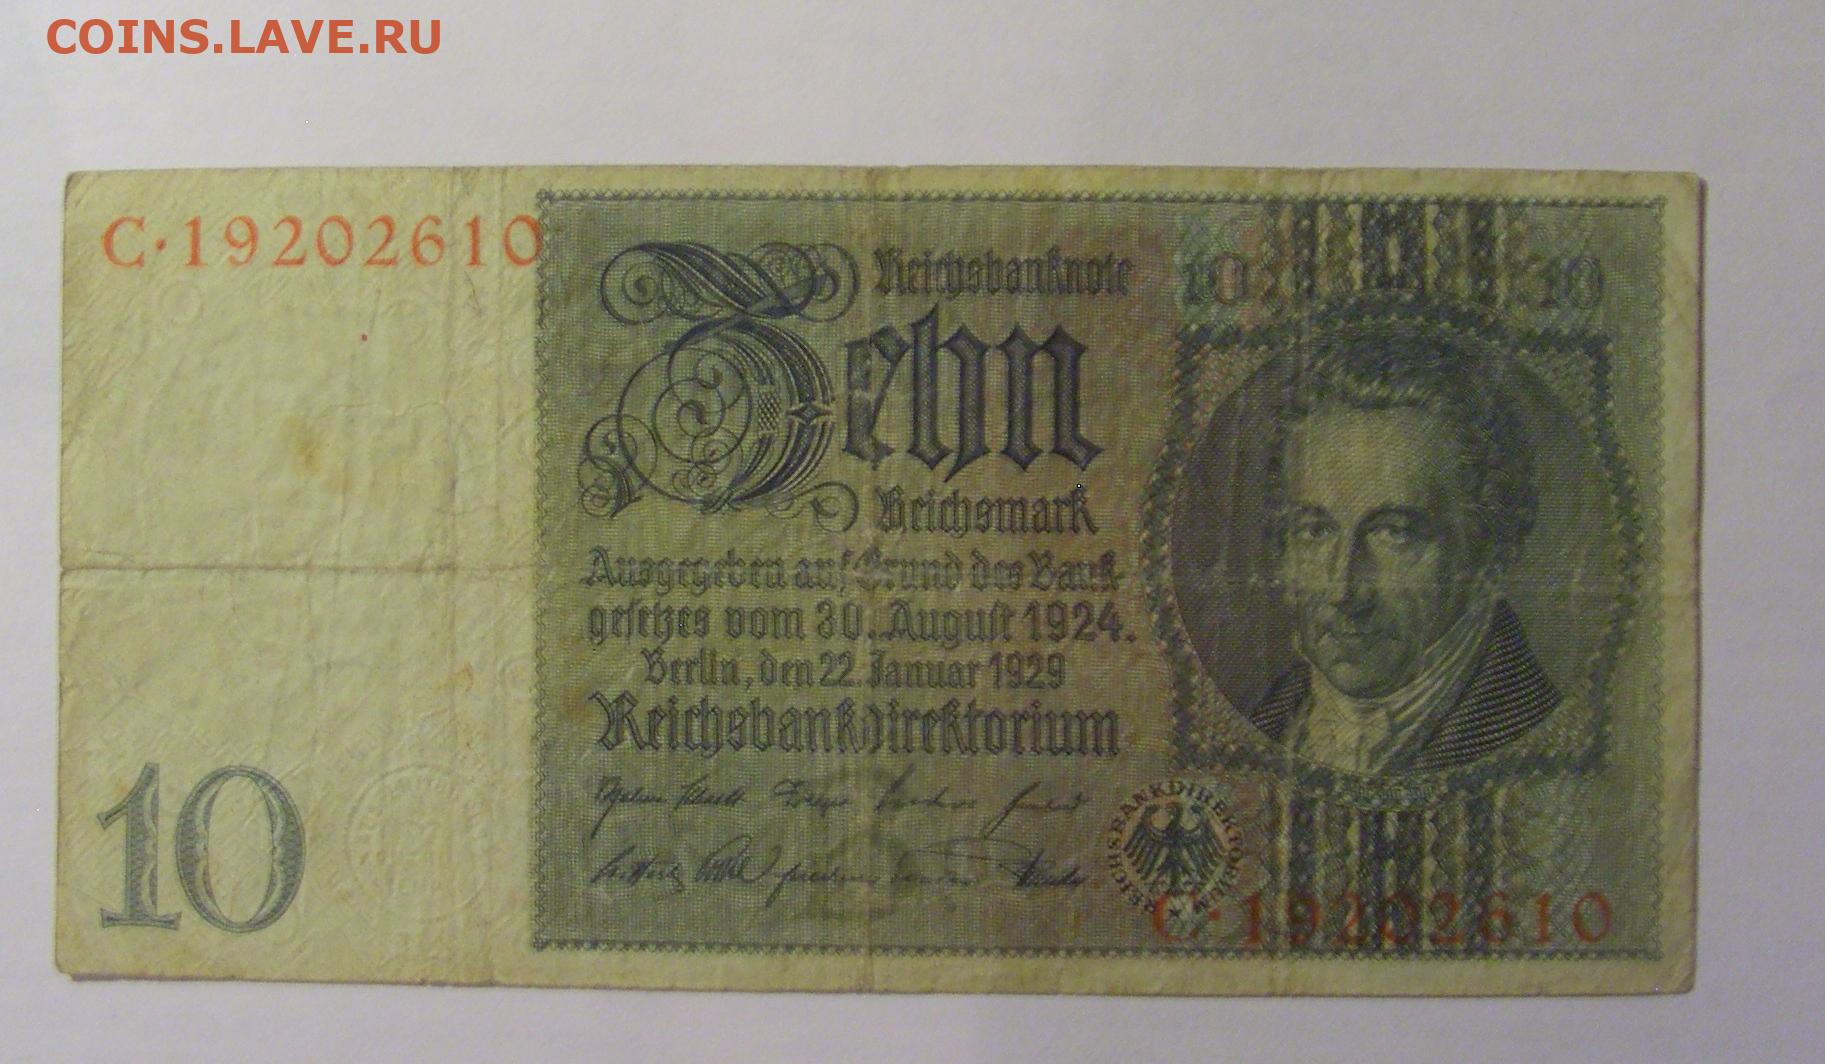 COINS.LAVE.RU
C·19202610
Reichsbanknote
10 10
Zehn
Reichsmark
Ausgegeben auf Grund des Bank-
gesetzes vom 30. August 1924.
Berlin, den 22. Januar 1929
Reichsbankdirektorium
REICHSBANKDIREKTORIUM
10
C·19202610